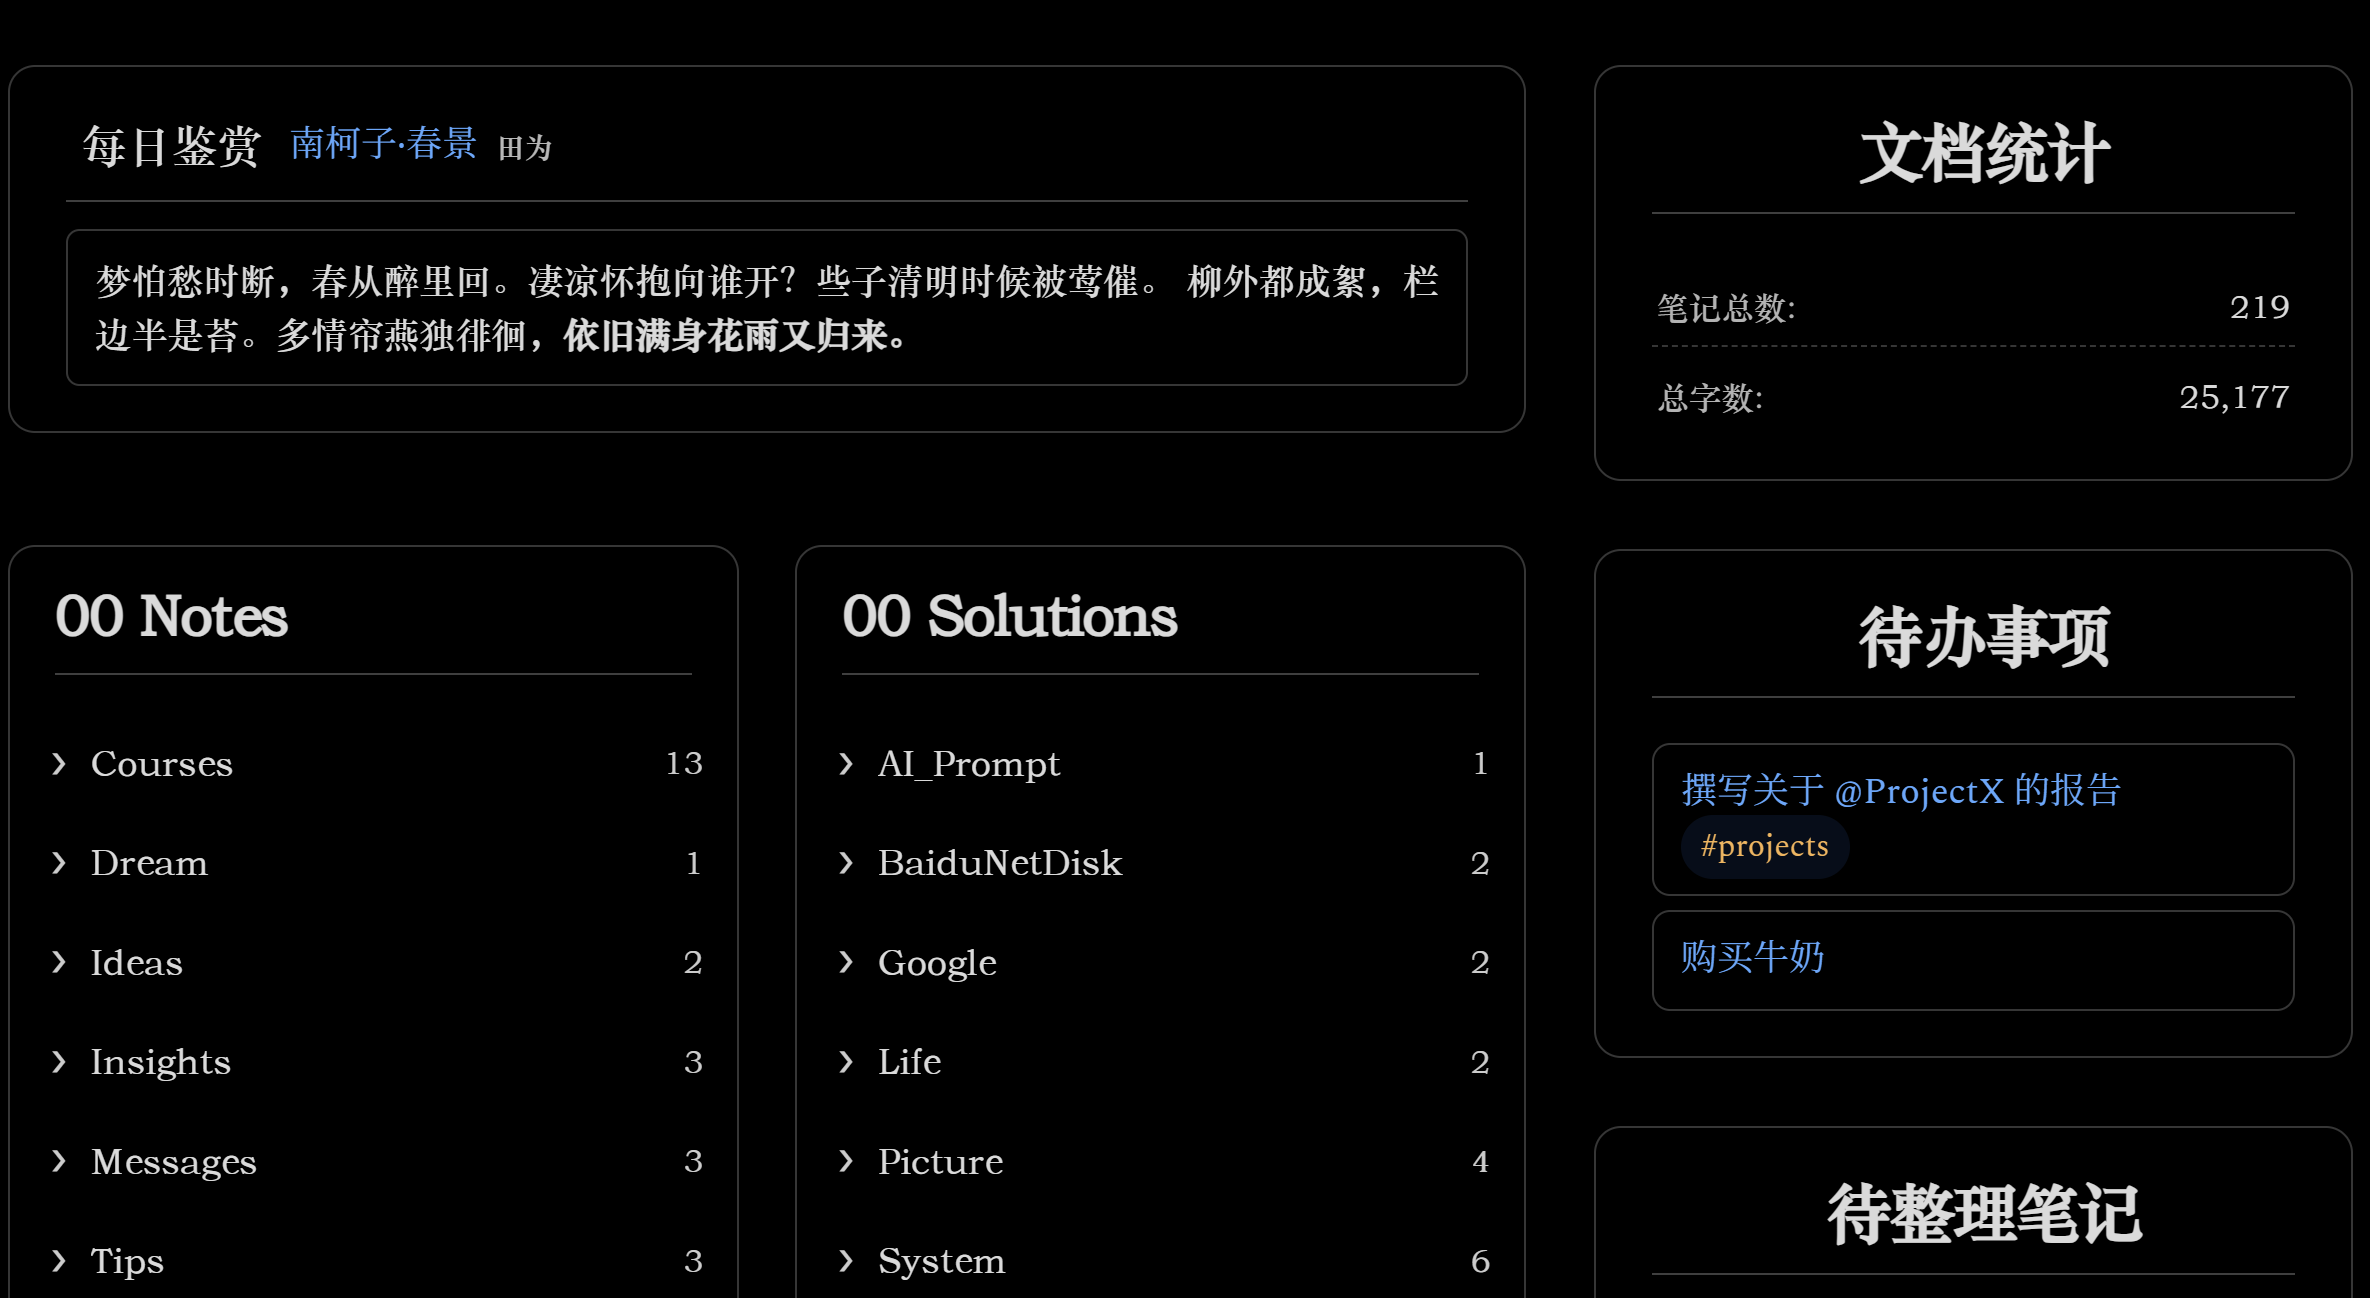 每日鉴赏 南柯子·春景 田为
梦怕愁时断，春从醉里回。凄凉怀抱向谁开？些子清明时候被莺催。 柳外都成絮，栏
边半是苔。多情帘燕独徘徊，依旧满身花雨又归来。
00 Notes
Courses 13
Dream 1
Ideas 2
Insights 3
Messages 3
Tips 3
00 Solutions
AI_Prompt 1
BaiduNetDisk 2
Google 2
Life 2
Picture 4
System 6
文档统计
笔记总数: 219
总字数: 25,177
待办事项
撰写关于 @ProjectX 的报告
#projects
购买牛奶
待整理笔记